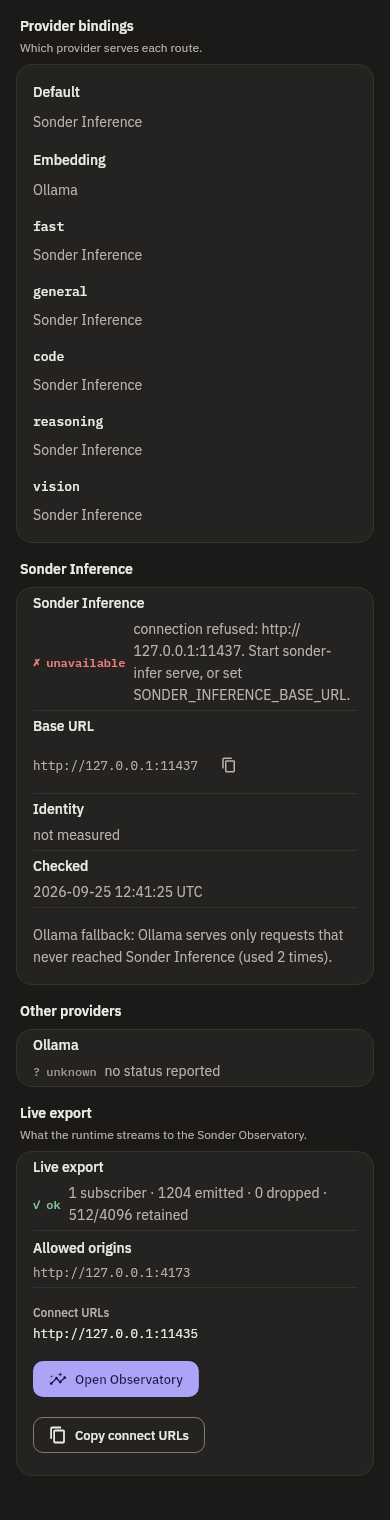 Provider bindings
Which provider serves each route.
Default
Sonder Inference
Embedding
Ollama
fast
Sonder Inference
general
Sonder Inference
code
Sonder Inference
reasoning
Sonder Inference
vision
Sonder Inference
Sonder Inference
Sonder Inference
✗ unavailable
connection refused: http://
127.0.0.1:11437. Start sonder-
infer serve, or set
SONDER_INFERENCE_BASE_URL.
Base URL
http://127.0.0.1:11437
Identity
not measured
Checked
2026-09-25 12:41:25 UTC
Ollama fallback: Ollama serves only requests that
never reached Sonder Inference (used 2 times).
Other providers
Ollama
? unknown no status reported
Live export
What the runtime streams to the Sonder Observatory.
Live export
✓ ok
1 subscriber · 1204 emitted · 0 dropped ·
512/4096 retained
Allowed origins
http://127.0.0.1:4173
Connect URLs
http://127.0.0.1:11435
Open Observatory
Copy connect URLs